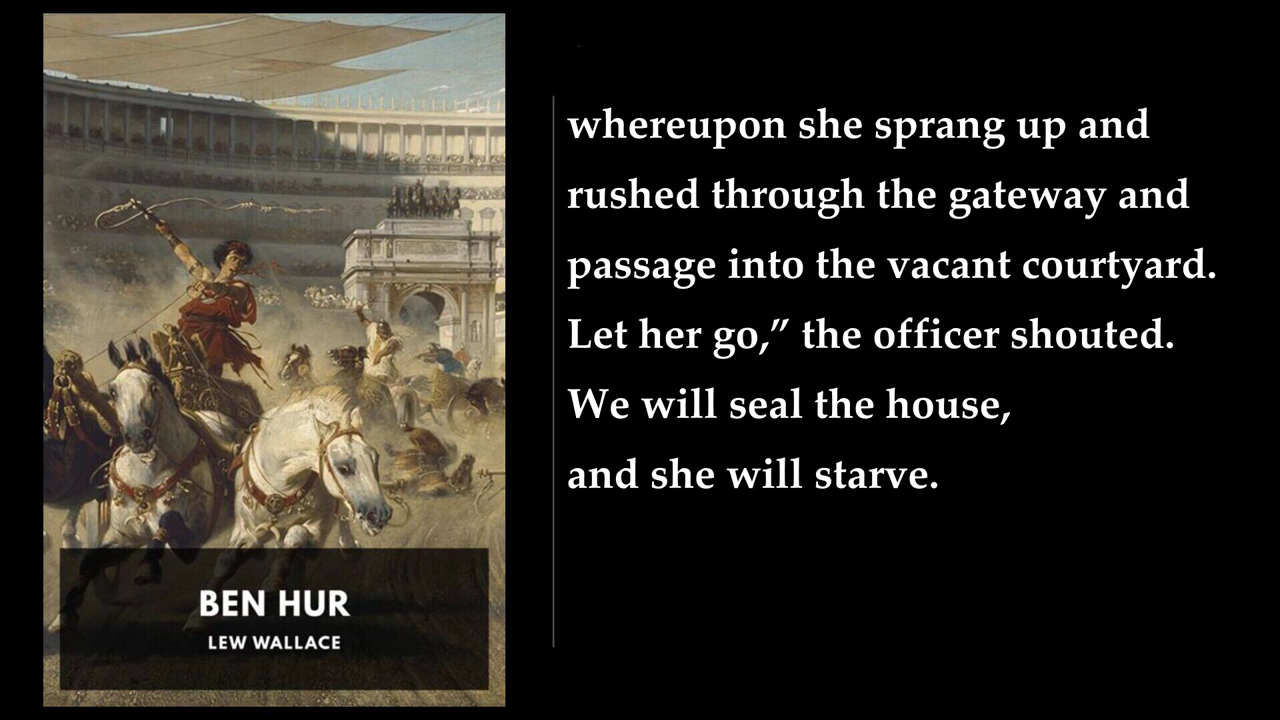 BEN HUR
LEW WALLACE
whereupon she sprang up and
rushed through the gateway and
passage into the vacant courtyard.
Let her go,” the officer shouted.
We will seal the house,
and she will starve.